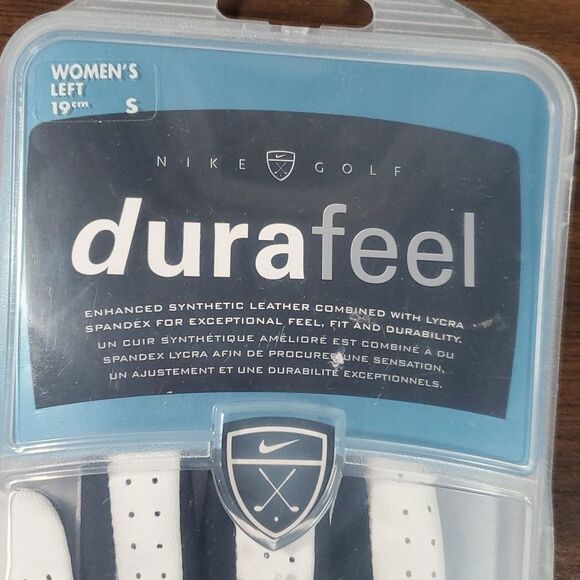 WOMEN'S
LEFT
19cm S
NIKE GOLF
durafeel
ENHANCED SYNTHETIC LEATHER COMBINED WITH LYCRA
SPANDEX FOR EXCEPTIONAL FEEL, FIT AND DURABILITY.
UN CUIR SYNTHÉTIQUE AMÉLIORÉ EST COMBINÉ À DU
SPANDEX LYCRA AFIN DE PROCURER UNE SENSATION,
UN AJUSTEMENT ET UNE DURABILITÉ EXCEPTIONNELS.